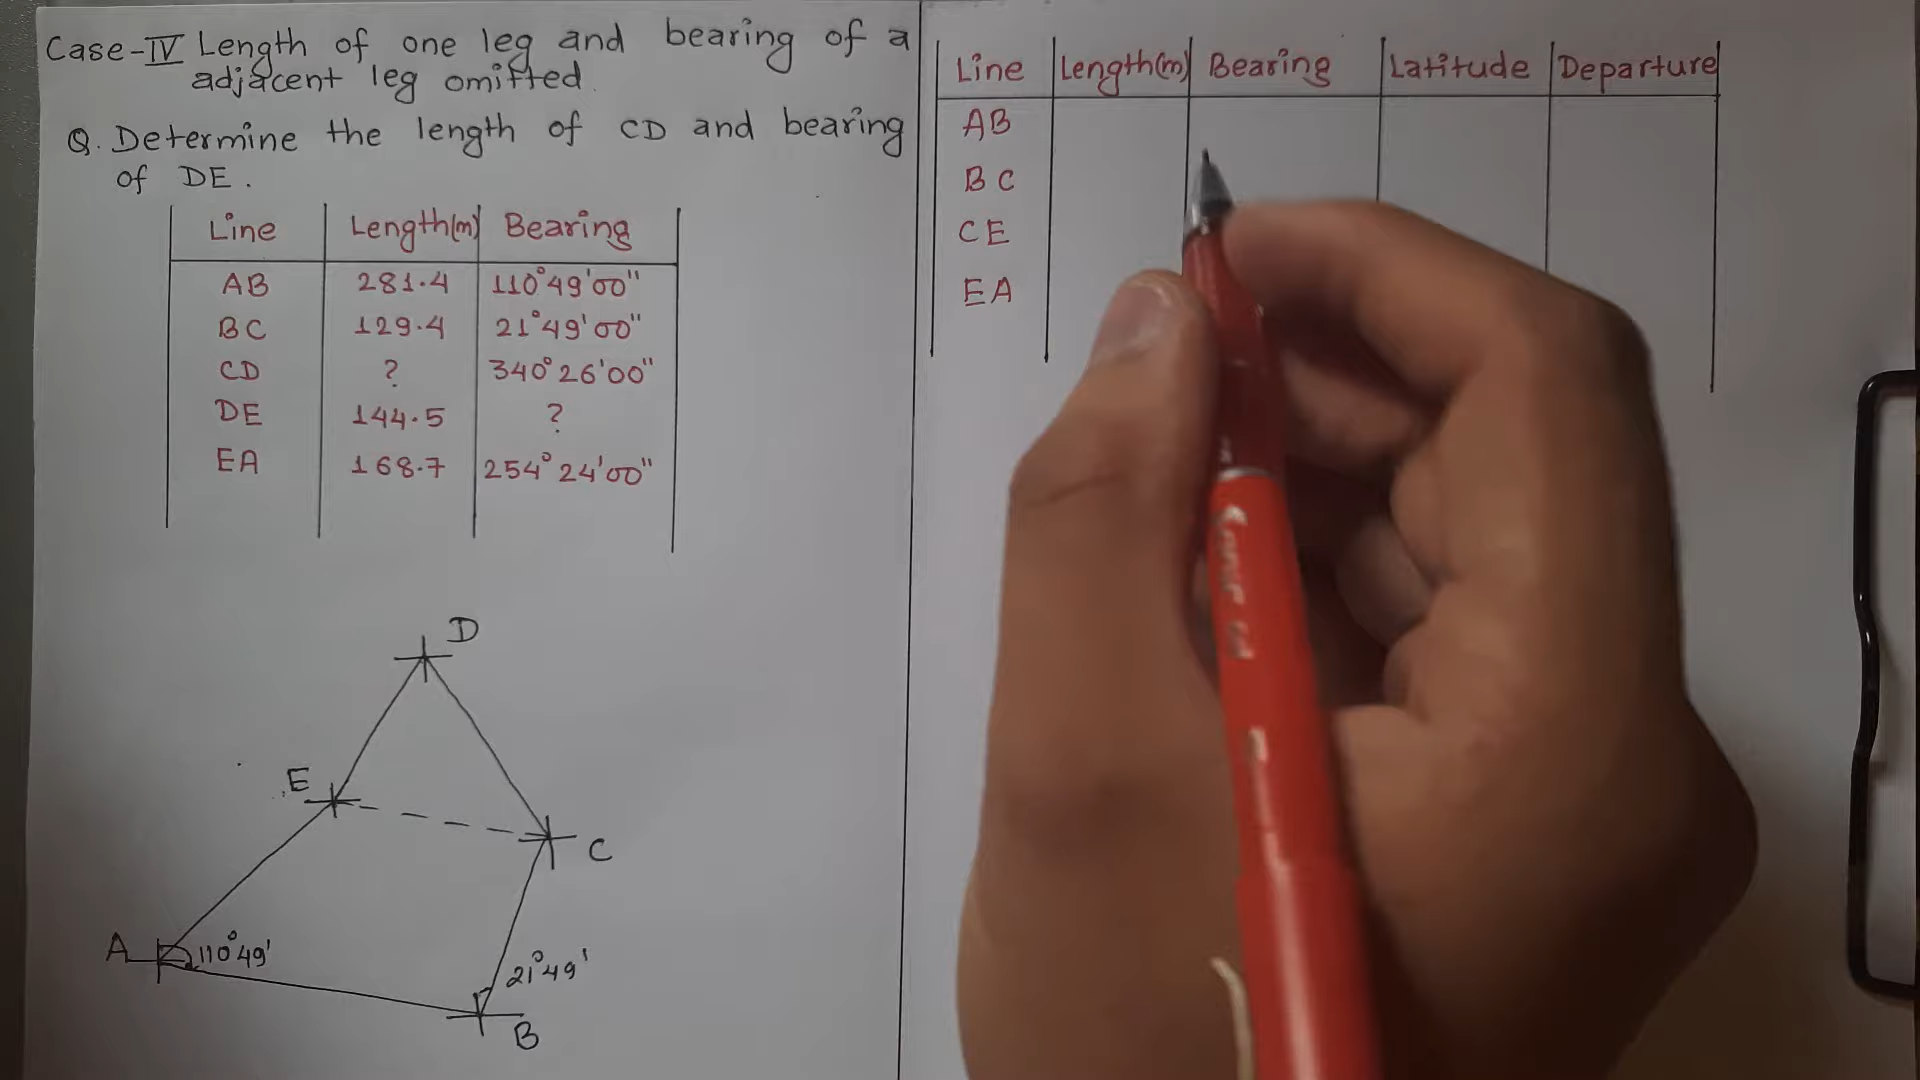 Case-IV Length of one leg and bearing of a
adjacent leg omitted.
Q. Determine the length of CD and bearing
of DE.
Line Length(m) Bearing
AB 281.4 110°49'00"
BC 129.4 21°49'00"
CD ? 340°26'00"
DE 144.5 ?
EA 168.7 254°24'00"
D
E
C
A 110°49'
21°49'
B
Line Length(m) Bearing Latitude Departure
AB
BC
CE
EA